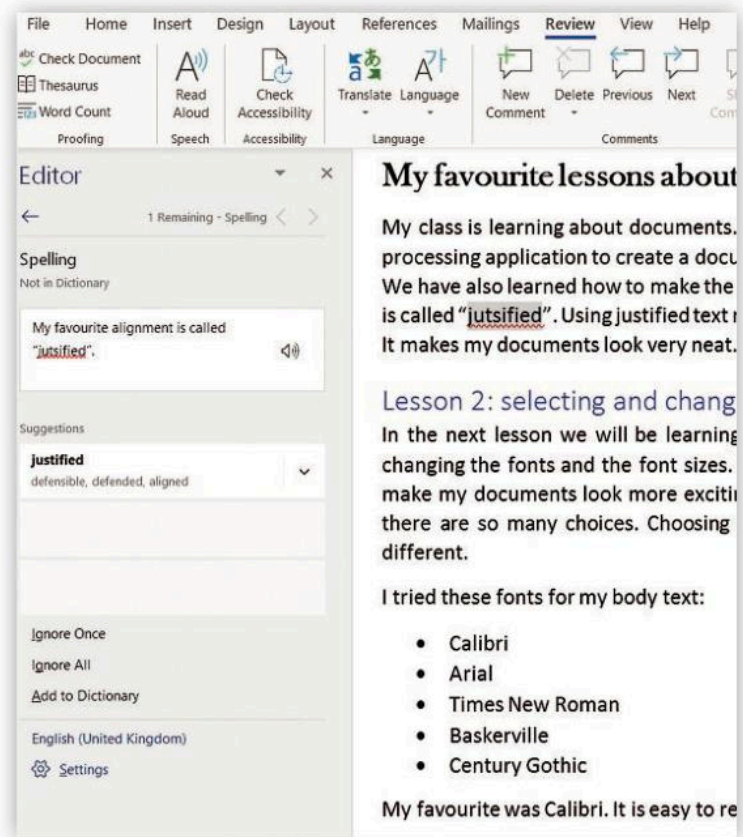 File Home Insert Design Layout References Mailings Review View Help
abc Check Document
Thesaurus
Word Count
Proofing
Read Aloud
Speech
Check Accessibility
Accessibility
Translate Language
Language
New Comment
Delete Previous Next
Comments
Editor
1 Remaining - Spelling
Spelling
Not in Dictionary
My favourite alignment is called
"jutsified".
Suggestions
justified
defensible, defended, aligned
Ignore Once
Ignore All
Add to Dictionary
English (United Kingdom)
Settings
My favourite lessons about
My class is learning about documents.
processing application to create a docu
We have also learned how to make the
is called "jutsified". Using justified text
It makes my documents look very neat.
Lesson 2: selecting and chang
In the next lesson we will be learning
changing the fonts and the font sizes.
make my documents look more exciti
there are so many choices. Choosing
different.
I tried these fonts for my body text:
• Calibri
• Arial
• Times New Roman
• Baskerville
• Century Gothic
My favourite was Calibri. It is easy to re